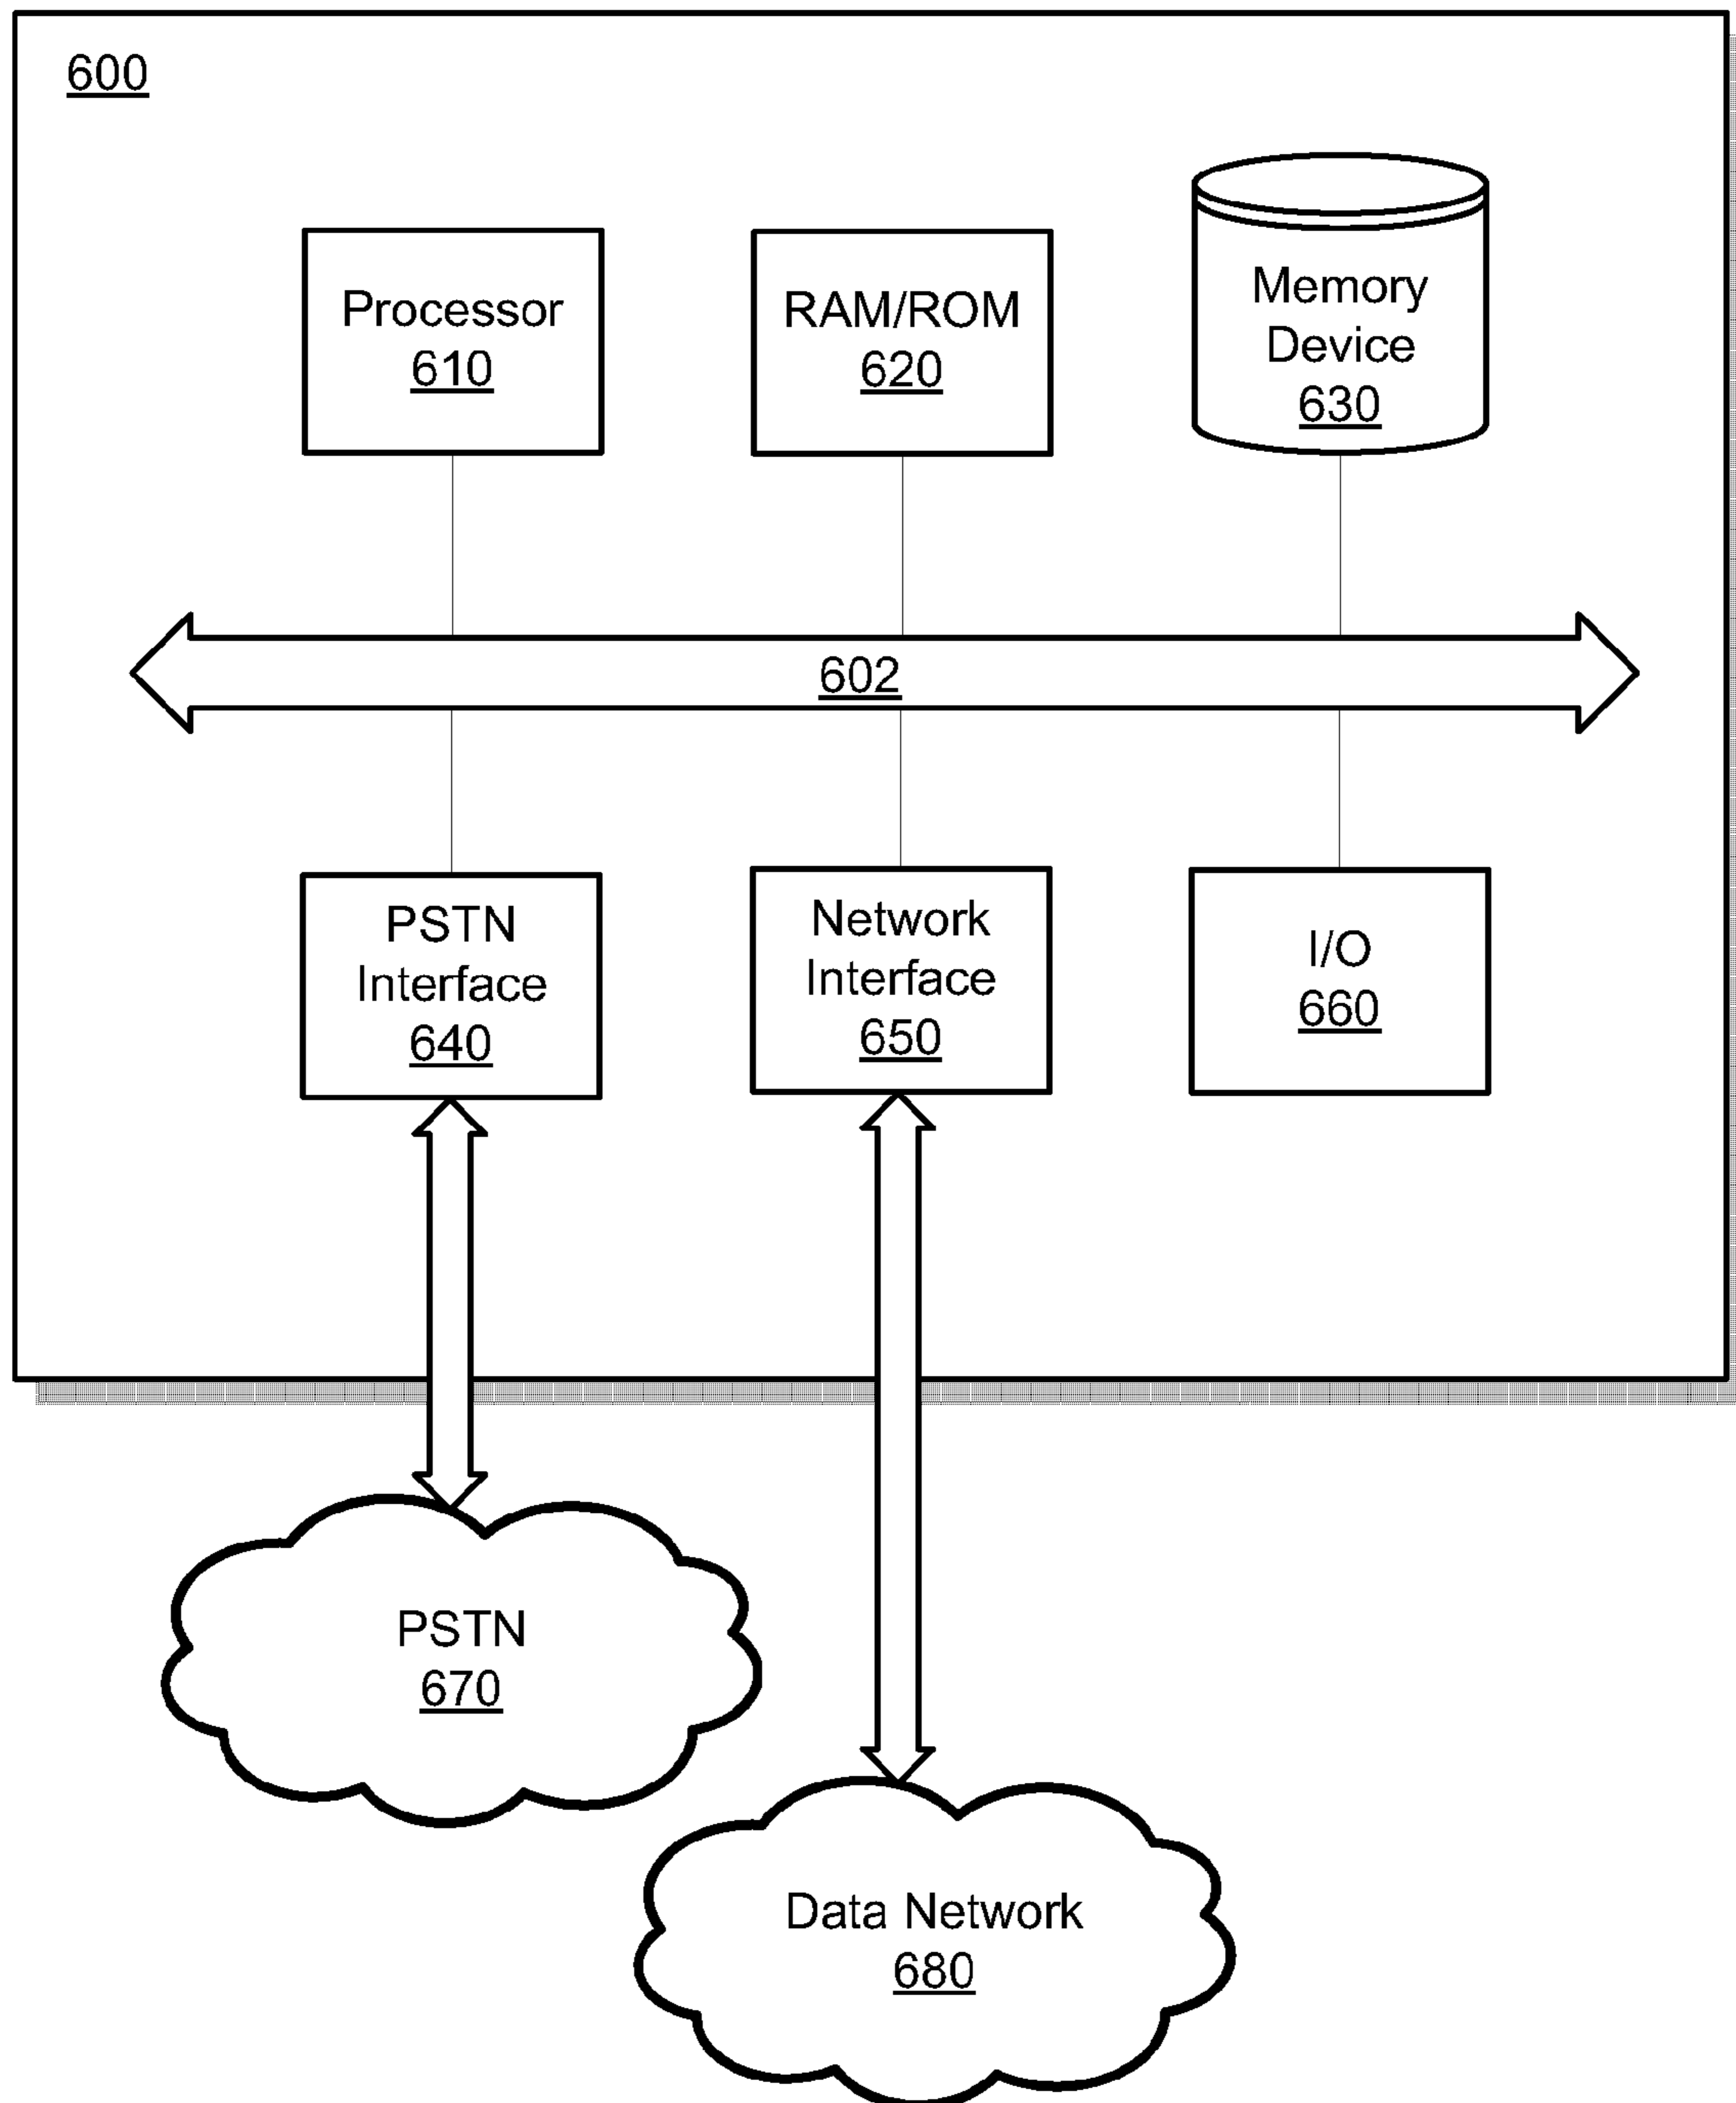 600
Processor
610
RAM/ROM
620
Memory
Device
630
602
PSTN
Interface
640
Network
Interface
650
I/O
660
PSTN
670
Data Network
680